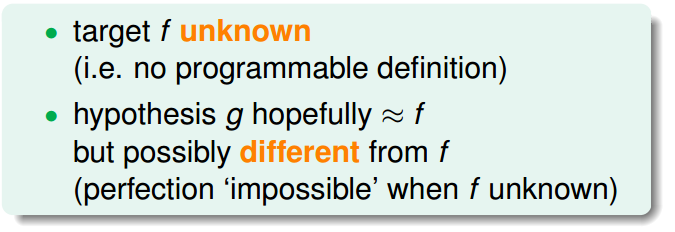 • target f unknown
(i.e. no programmable definition)
• hypothesis g hopefully ≈ f
but possibly different from f
(perfection ‘impossible’ when f unknown)